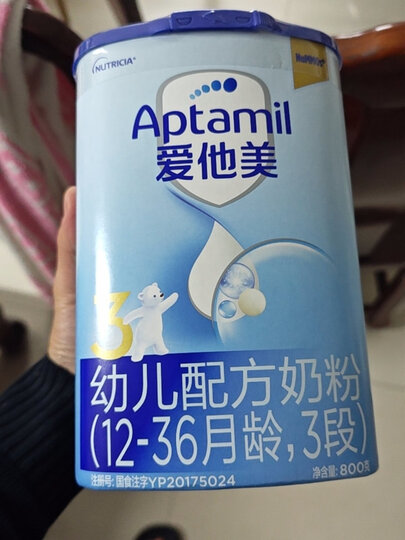 NUTRICIA
Aptamil
爱他美
3
幼儿配方奶粉
(12-36月龄,3段)
净含量:800克
注册号:国食注字YP20175024